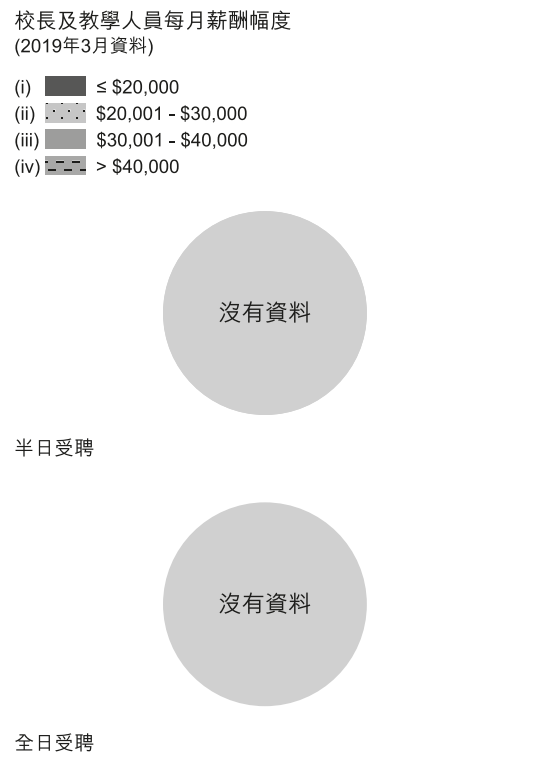 校長及教學人員每月薪酬幅度
(2019年3月資料)
(i) ≤ $20,000
(ii) $20,001 - $30,000
(iii) $30,001 - $40,000
(iv) > $40,000
沒有資料
半日受聘
沒有資料
全日受聘